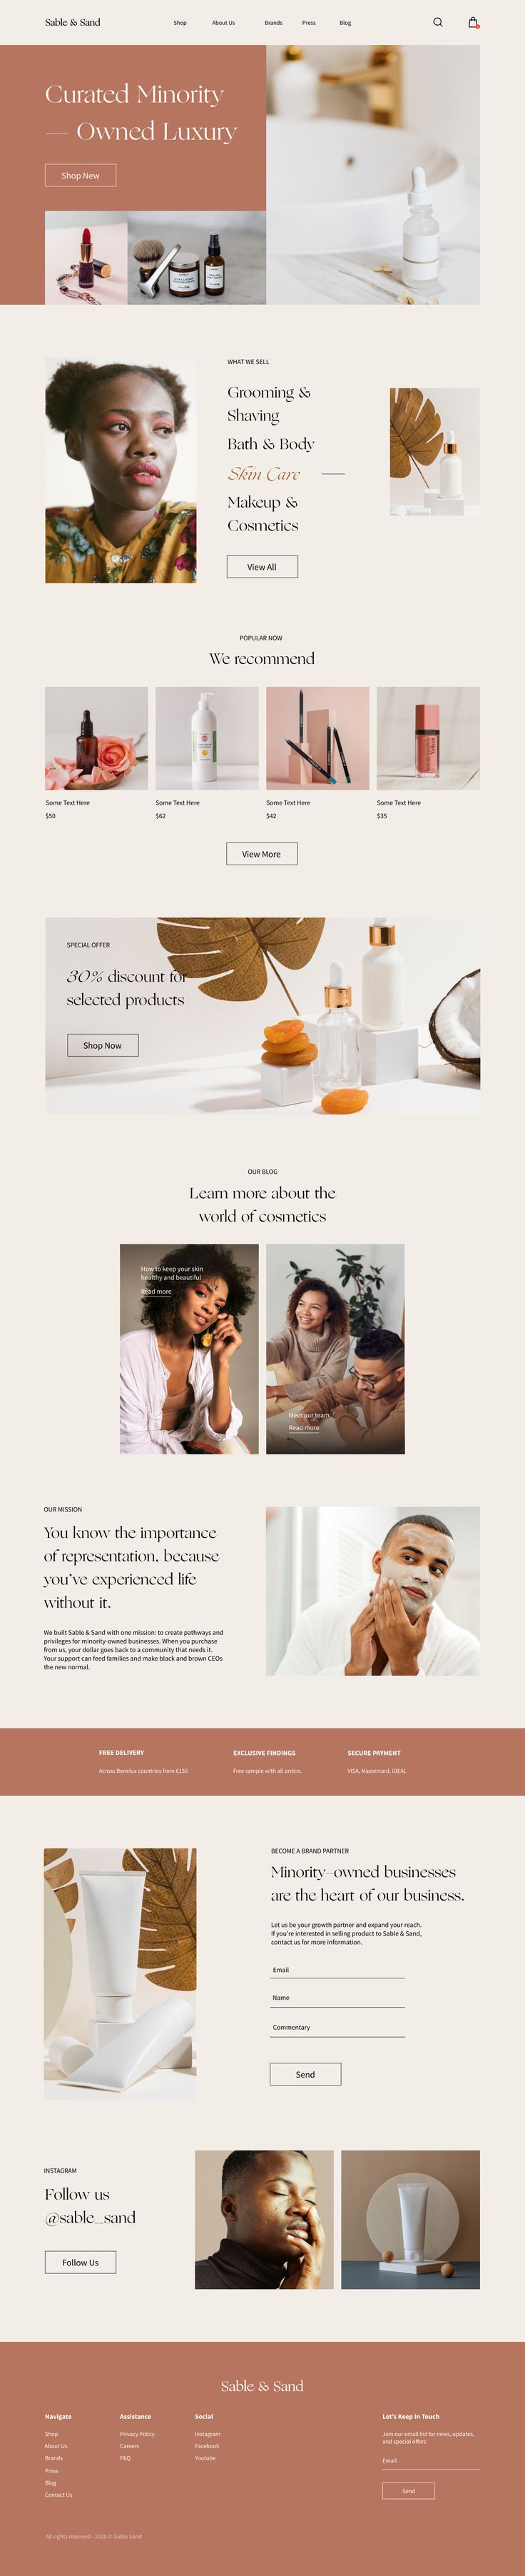 Sable & Sand
Shop
About Us
Brands
Press
Blog
Curated Minority
Owned Luxury
Shop New
WHAT WE SELL
Grooming &
Shaving
Bath & Body
Skin Care
Makeup &
Cosmetics
View All
POPULAR NOW
We recommend
Some Text Here
$50
Some Text Here
$62
Some Text Here
$42
Some Text Here
$35
View More
SPECIAL OFFER
30% discount for
selected products
Shop Now
OUR BLOG
Learn more about the
world of cosmetics
How to keep your skin
healthy and beautiful
Read more
Meet our team
Read more
OUR MISSION
You know the importance
of representation, because
you've experienced life
without it.
We built Sable & Sand with one mission: to create pathways and
privileges for minority-owned businesses. When you purchase
from us, your dollar goes back to a community that needs it.
Your support can feed families and make black and brown CEOs
the new normal.
FREE DELIVERY
Across Benelux countries from €150
EXCLUSIVE FINDINGS
Free sample with all orders.
SECURE PAYMENT
VISA, Mastercard, iDEAL
BECOME A BRAND PARTNER
Minority-owned businesses
are the heart of our business.
Let us be your growth partner and expand your reach.
If you're interested in selling product to Sable & Sand,
contact us for more information.
Email
Name
Commentary
Send
INSTAGRAM
Follow us
@sable_sand
Follow Us
Sable & Sand
Navigate
Shop
About Us
Brands
Press
Blog
Contact Us
Assistance
Privacy Policy
Careers
F&Q
Social
Instagram
Facebook
Youtube
Let's Keep In Touch
Join our email list for news, updates,
and special offers
Email
Send
All rights reserved - 2020 © Sable Sand